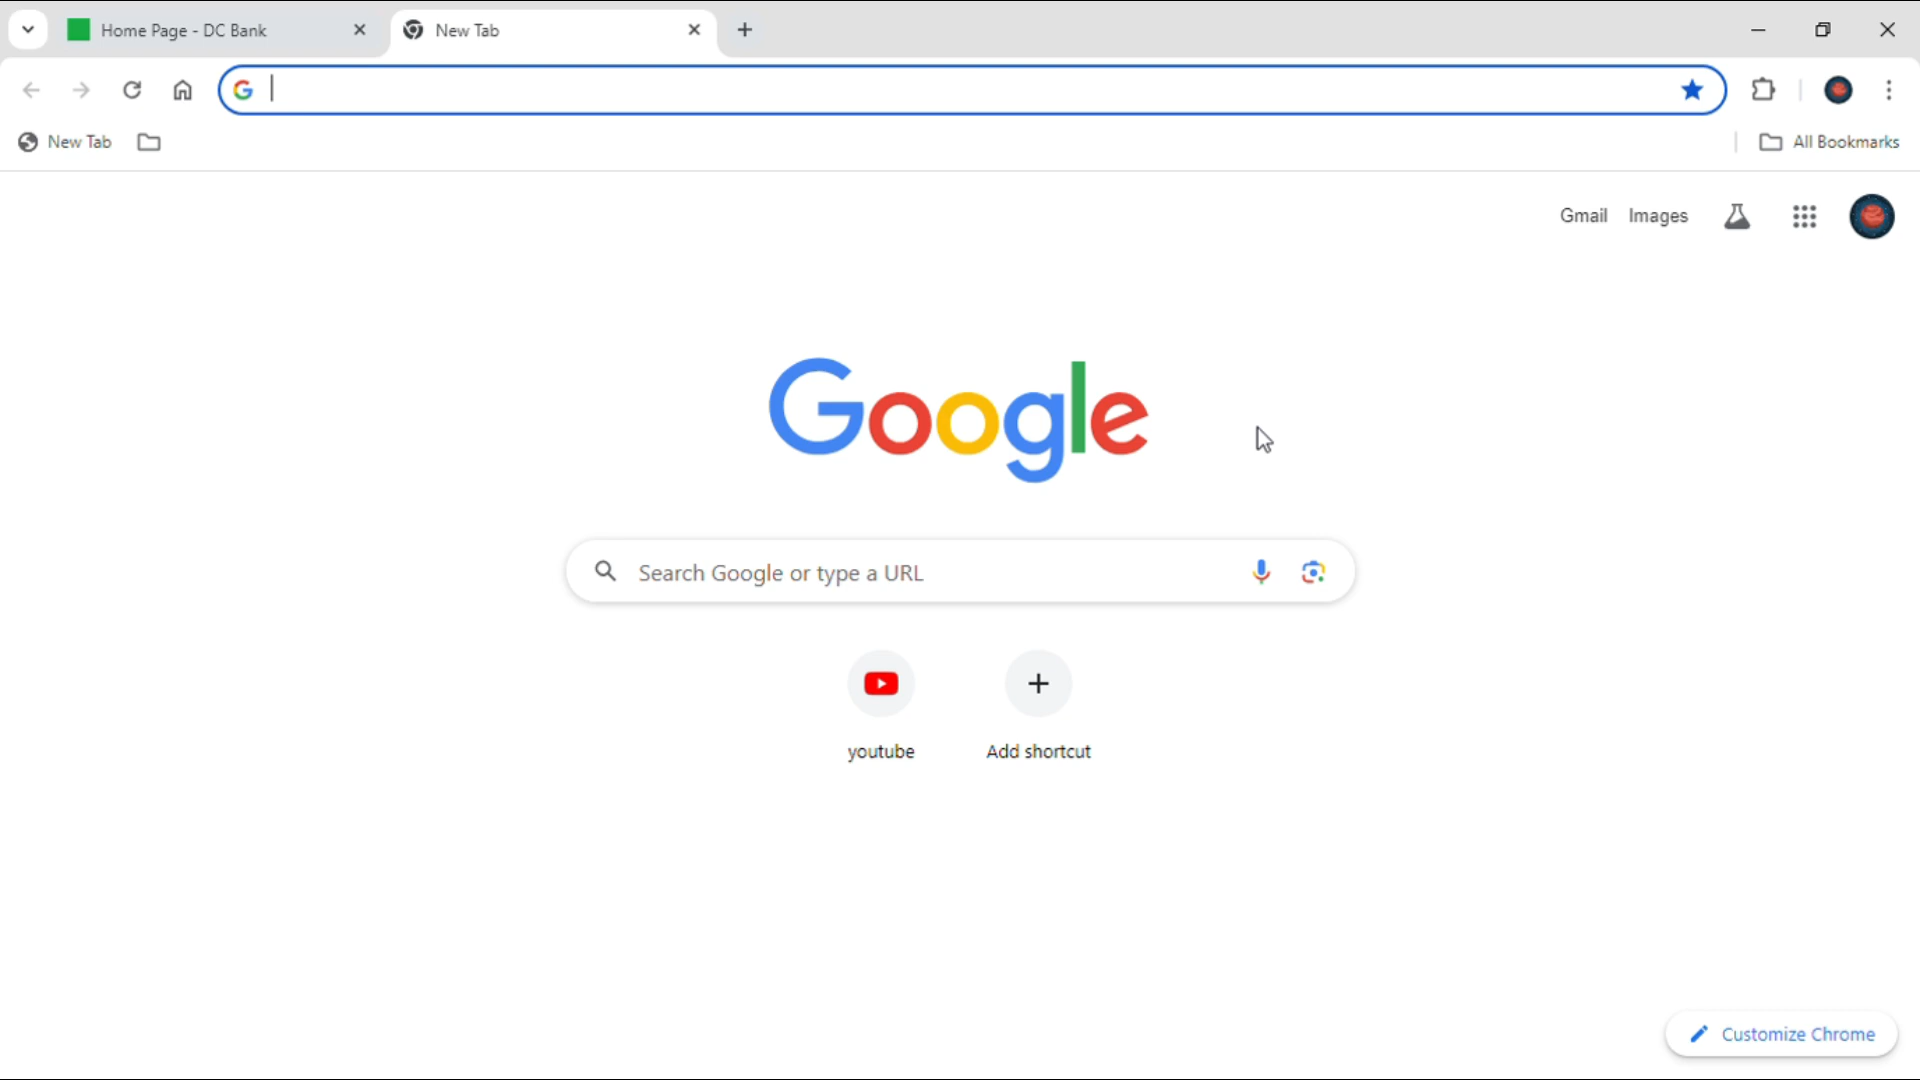 Home Page - DC Bank
New Tab
New Tab
All Bookmarks
Gmail Images
Google
Search Google or type a URL
youtube Add shortcut
Customize Chrome